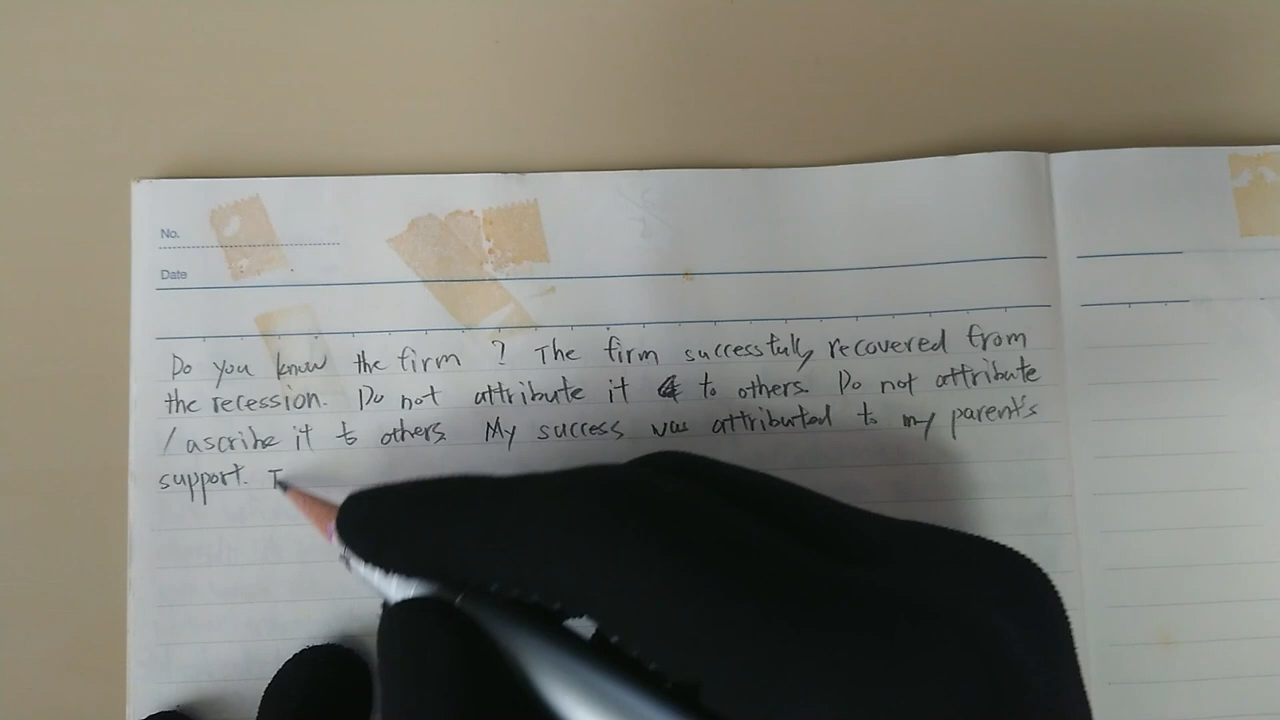 No.
Date
Do you know the firm ? The firm successfully recovered from
the recession. Do not attribute it to others. Do not attribute
/ ascribe it to others. My success was attributed to my parent's
support. I